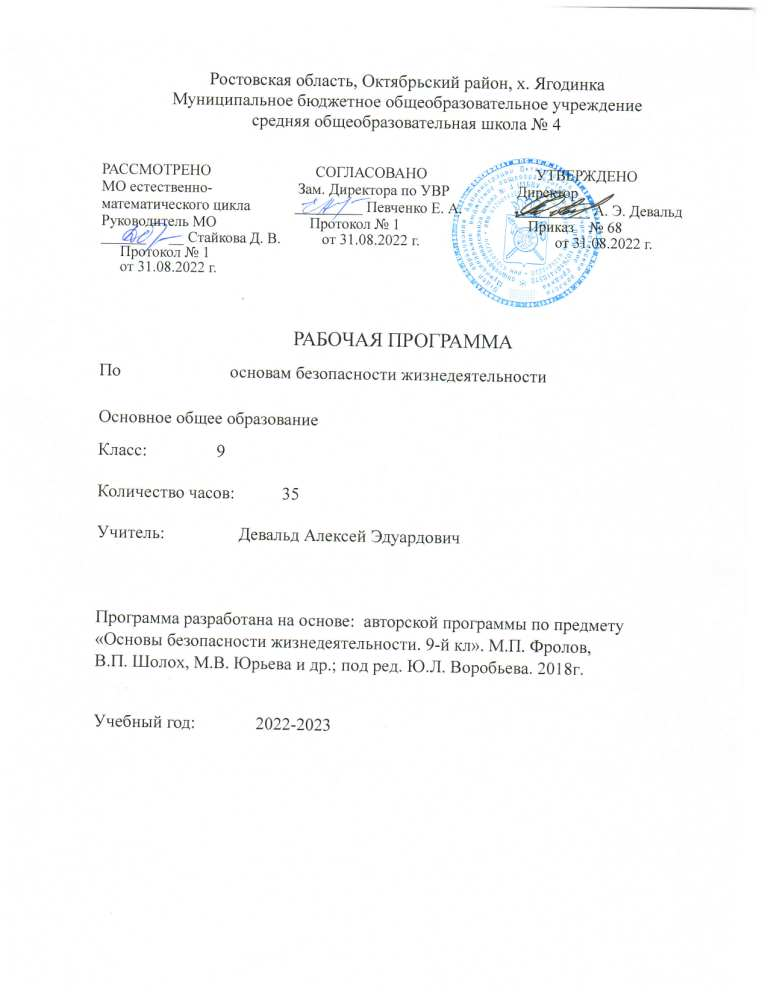 Ростовская область, Октябрьский район, х. Ягодинка
Муниципальное бюджетное общеобразовательное учреждение
средняя общеобразовательная школа № 4
РАССМОТРЕНО
МО естественно-
математического цикла
Руководитель МО
Стайкова Д. В.
Протокол № 1
от 31.08.2022 г.
СОГЛАСОВАНО
Зам. Директора по УВР
Певченко Е. А.
Протокол № 1
от 31.08.2022 г.
УТВЕРЖДЕНО
Директор
А. Э. Девальд
Приказ № 68
от 31.08.2022 г.
РАБОЧАЯ ПРОГРАММА
По основам безопасности жизнедеятельности
Основное общее образование
Класс: 9
Количество часов: 35
Учитель: Девальд Алексей Эдуардович
Программа разработана на основе: авторской программы по предмету
«Основы безопасности жизнедеятельности. 9-й кл». М.П. Фролов,
В.П. Шолох, М.В. Юрьева и др.; под ред. Ю.Л. Воробьева. 2018г.
Учебный год: 2022-2023